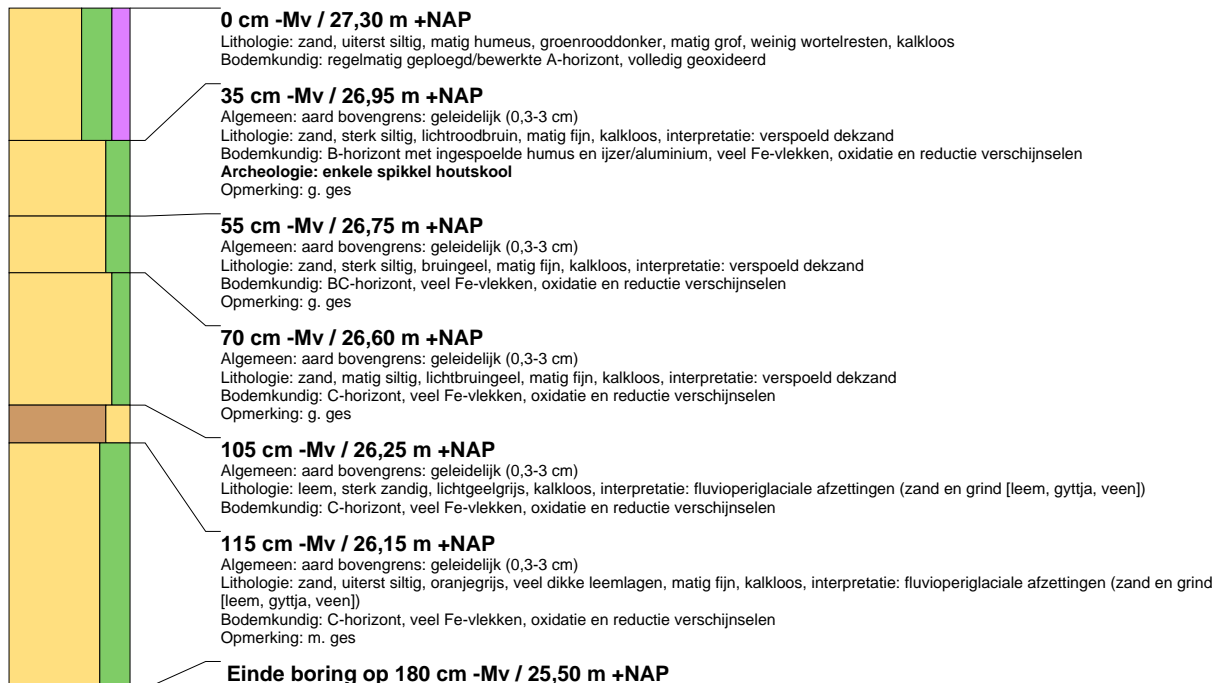 0 cm -Mv / 27,30 m +NAP
Lithologie: zand, uiterst siltig, matig humeus, groenrooddonker, matig grof, weinig wortelresten, kalkloos
Bodemkundig: regelmatig geploegd/bewerkte A-horizont, volledig geoxideerd
35 cm -Mv / 26,95 m +NAP
Algemeen: aard bovengrens: geleidelijk (0,3-3 cm)
Lithologie: zand, sterk siltig, lichtroodbruin, matig fijn, kalkloos, interpretatie: verspoeld dekzand
Bodemkundig: B-horizont met ingespoelde humus en ijzer/aluminium, veel Fe-vlekken, oxidatie en reductie verschijnselen
Archeologie: enkele spikkel houtskool
Opmerking: g. ges
55 cm -Mv / 26,75 m +NAP
Algemeen: aard bovengrens: geleidelijk (0,3-3 cm)
Lithologie: zand, sterk siltig, bruingeel, matig fijn, kalkloos, interpretatie: verspoeld dekzand
Bodemkundig: BC-horizont, veel Fe-vlekken, oxidatie en reductie verschijnselen
Opmerking: g. ges
70 cm -Mv / 26,60 m +NAP
Algemeen: aard bovengrens: geleidelijk (0,3-3 cm)
Lithologie: zand, matig siltig, lichtbruingeel, matig fijn, kalkloos, interpretatie: verspoeld dekzand
Bodemkundig: C-horizont, veel Fe-vlekken, oxidatie en reductie verschijnselen
Opmerking: g. ges
105 cm -Mv / 26,25 m +NAP
Algemeen: aard bovengrens: geleidelijk (0,3-3 cm)
Lithologie: leem, sterk zandig, lichtgeelgrijs, kalkloos, interpretatie: fluvioperiglaciale afzettingen (zand en grind [leem, gyttja, veen])
Bodemkundig: C-horizont, veel Fe-vlekken, oxidatie en reductie verschijnselen
115 cm -Mv / 26,15 m +NAP
Algemeen: aard bovengrens: geleidelijk (0,3-3 cm)
Lithologie: zand, uiterst siltig, oranjegrijs, veel dikke leemlagen, matig fijn, kalkloos, interpretatie: fluvioperiglaciale afzettingen (zand en grind
[leem, gyttja, veen])
Bodemkundig: C-horizont, veel Fe-vlekken, oxidatie en reductie verschijnselen
Opmerking: m. ges
Einde boring op 180 cm -Mv / 25,50 m +NAP